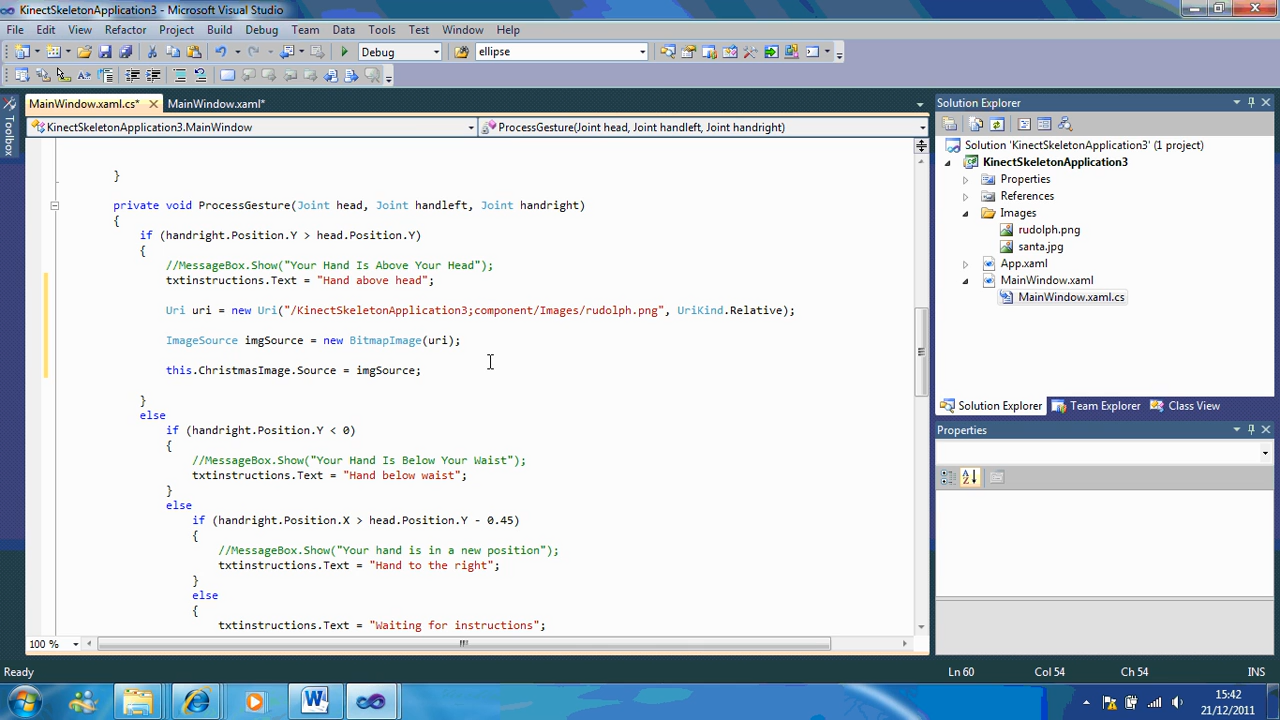 KinectSkeletonApplication3 - Microsoft Visual Studio
File Edit View Refactor Project Build Debug Team Data Tools Test Window Help
Debug ellipse
MainWindow.xaml.cs* MainWindow.xaml*
KinectSkeletonApplication3.MainWindow ProcessGesture(Joint head, Joint handleft, Joint handright)
Toolbox
}
private void ProcessGesture(Joint head, Joint handleft, Joint handright)
{
if (handright.Position.Y > head.Position.Y)
{
//MessageBox.Show("Your Hand Is Above Your Head");
txtinstructions.Text = "Hand above head";
Uri uri = new Uri("/KinectSkeletonApplication3;component/Images/rudolph.png", UriKind.Relative);
ImageSource imgSource = new BitmapImage(uri);
this.ChristmasImage.Source = imgSource;
}
else
if (handright.Position.Y < 0)
{
//MessageBox.Show("Your Hand Is Below Your Waist");
txtinstructions.Text = "Hand below waist";
}
else
if (handright.Position.X > head.Position.Y - 0.45)
{
//MessageBox.Show("Your hand is in a new position");
txtinstructions.Text = "Hand to the right";
}
else
{
txtinstructions.Text = "Waiting for instructions";
100 %
Solution Explorer
Solution 'KinectSkeletonApplication3' (1 project)
KinectSkeletonApplication3
Properties
References
Images
rudolph.png
santa.jpg
App.xaml
MainWindow.xaml
MainWindow.xaml.cs
Solution Explorer Team Explorer Class View
Properties
Ready Ln 60 Col 54 Ch 54 INS
15:42
21/12/2011